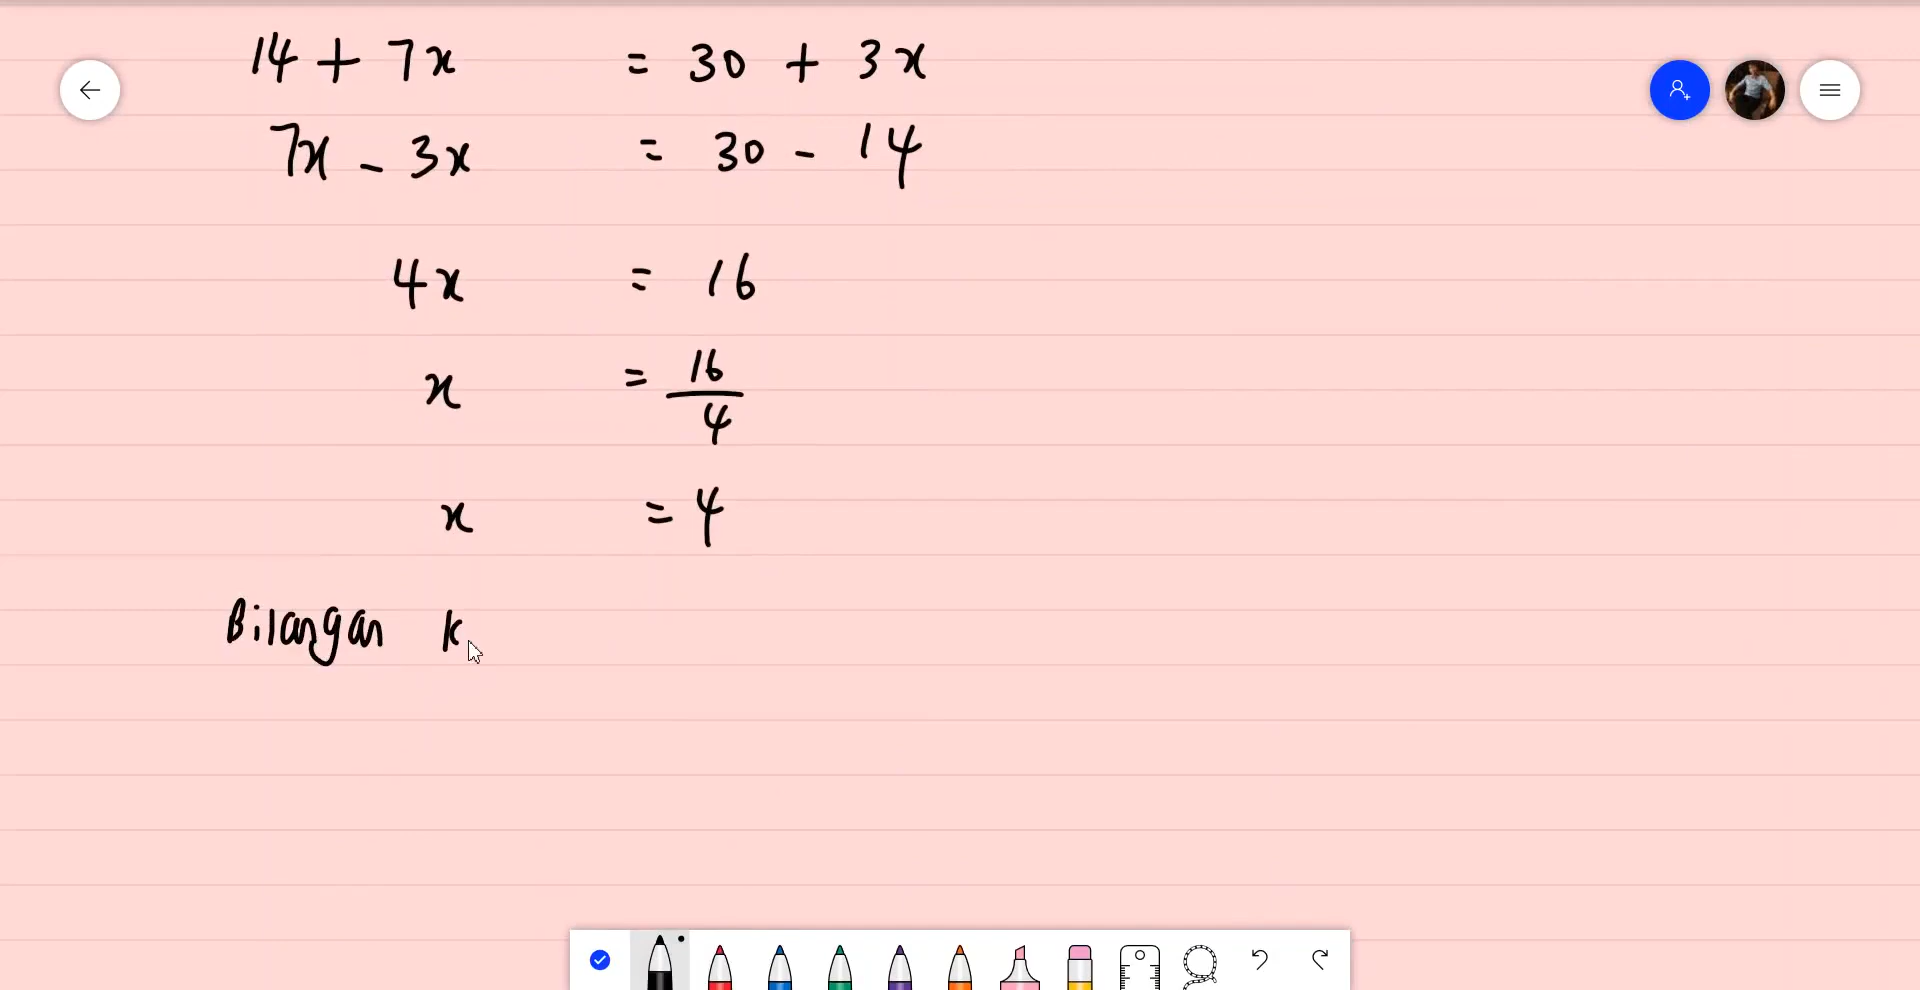 14 + 7x = 30 + 3x
7x - 3x = 30 - 14
4x = 16
x = 16/4
x = 4
Bilangan k